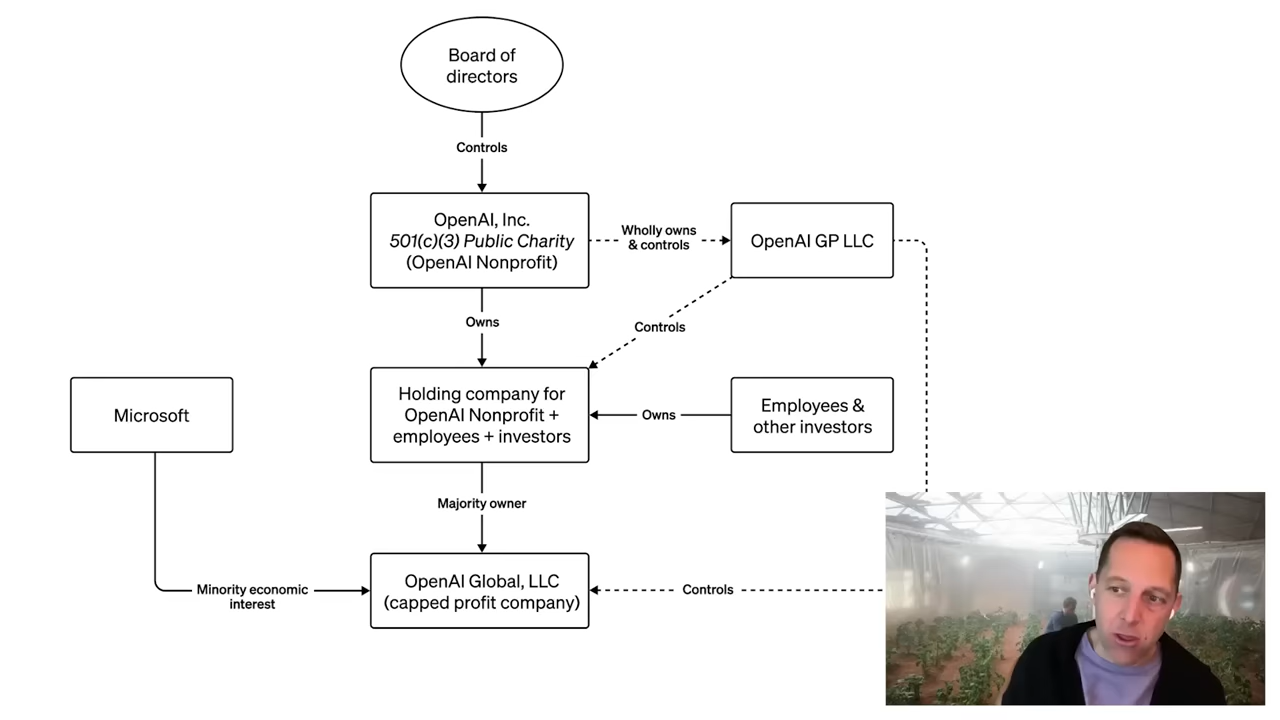 Board of
directors
Controls
OpenAI, Inc.
501(c)(3) Public Charity
(OpenAI Nonprofit)
Wholly owns
& controls
OpenAI GP LLC
Owns
Controls
Microsoft
Holding company for
OpenAI Nonprofit +
employees + investors
Owns
Employees &
other investors
Majority owner
Minority economic
interest
OpenAI Global, LLC
(capped profit company)
Controls